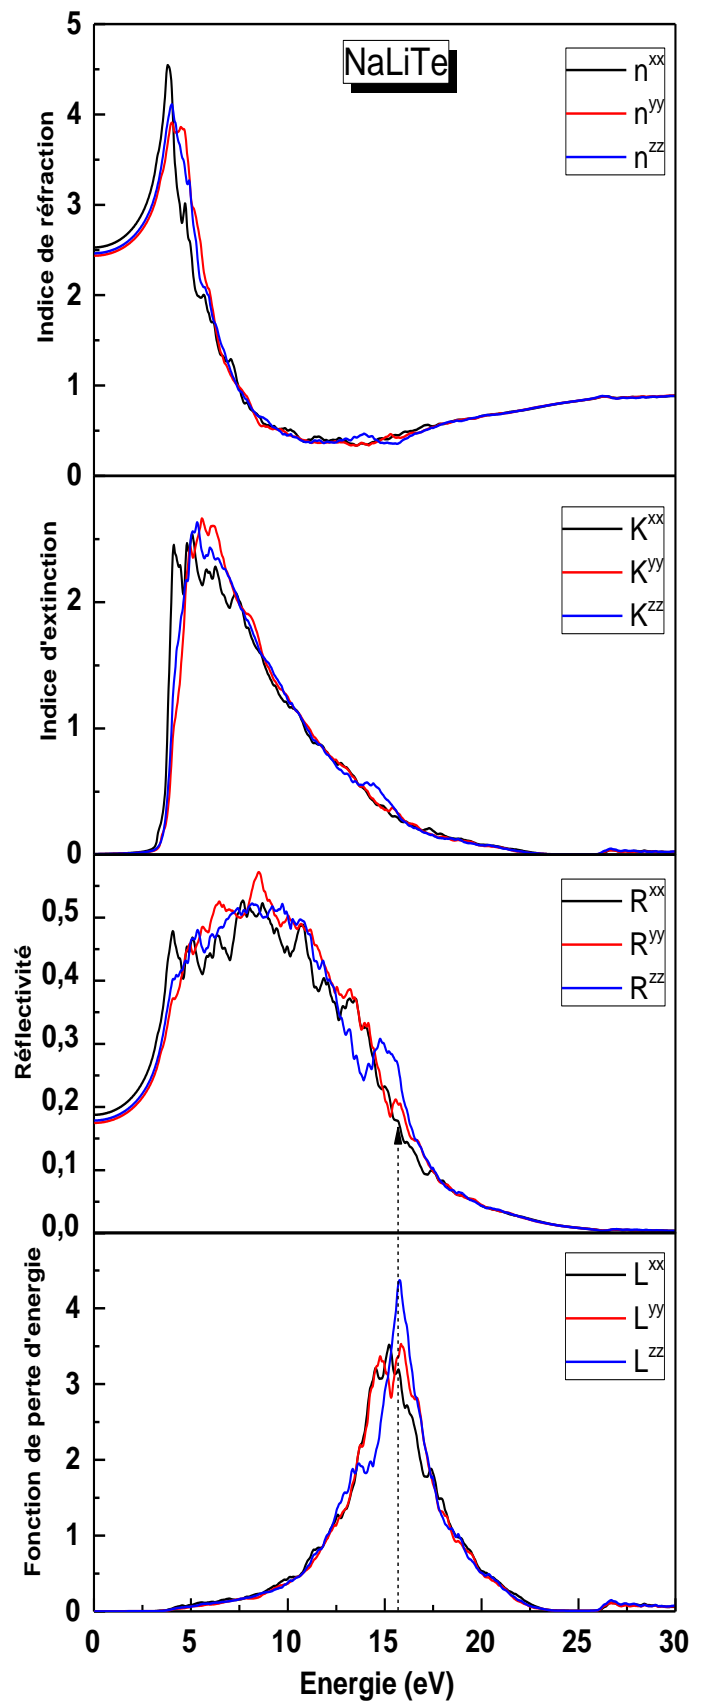 NaLiTe
5
4
3
2
1
0
Indice de réfraction
n^xx
n^yy
n^zz
2
1
0
Indice d'extinction
K^xx
K^yy
K^zz
0,5
0,4
0,3
0,2
0,1
0,0
Réflectivité
R^xx
R^yy
R^zz
4
3
2
1
0
Fonction de perte d'energie
L^xx
L^yy
L^zz
0 5 10 15 20 25 30
Energie (eV)